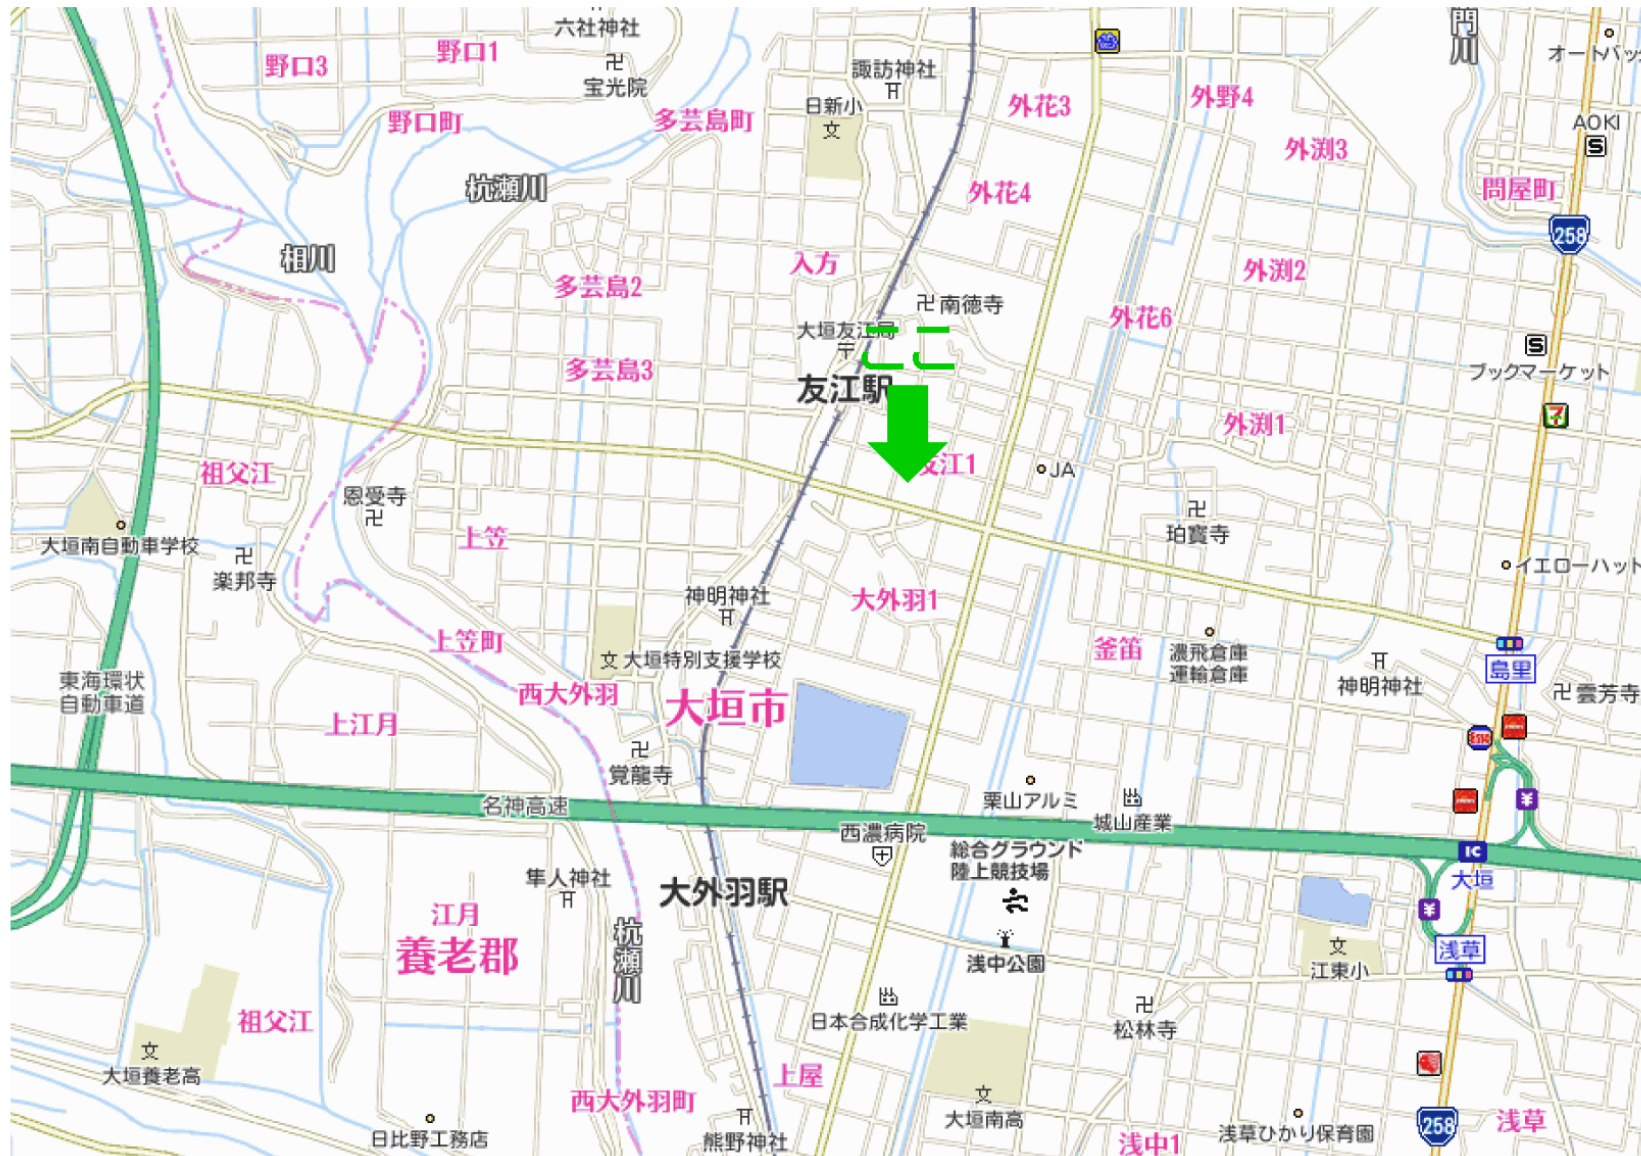 六社神社
門川
野口1
野口3
オートバッ
宝光院
諏訪神社
日新小
外花3
外野4
野口町
多芸島町
AOKI
外渕3
杭瀬川
外花4
問屋町
258
相川
入方
外渕2
多芸島2
南徳寺
外花6
大垣友江局
多芸島3
ブックマーケット
友江駅
7
外渕1
祖父江
友江1
JA
恩受寺
珀寳寺
上笠
大垣南自動車学校
イエローハット
楽邦寺
神明神社
大外羽1
上笠町
釜笛
濃飛倉庫
運輸倉庫
大垣特別支援学校
島里
東海環状
自動車道
神明神社
西大外羽
大垣市
雲芳寺
上江月
Esso
覚龍寺
栗山アルミ
名神高速
城山産業
西濃病院
総合グラウンド
陸上競技場
IC
大垣
隼人神社
大外羽駅
江月
養老郡
杭瀬川
浅草
浅中公園
江東小
祖父江
日本合成化学工業
松林寺
大垣養老高
上屋
西大外羽町
大垣南高
258
浅草
日比野工務店
熊野神社
浅中1
浅草ひかり保育園